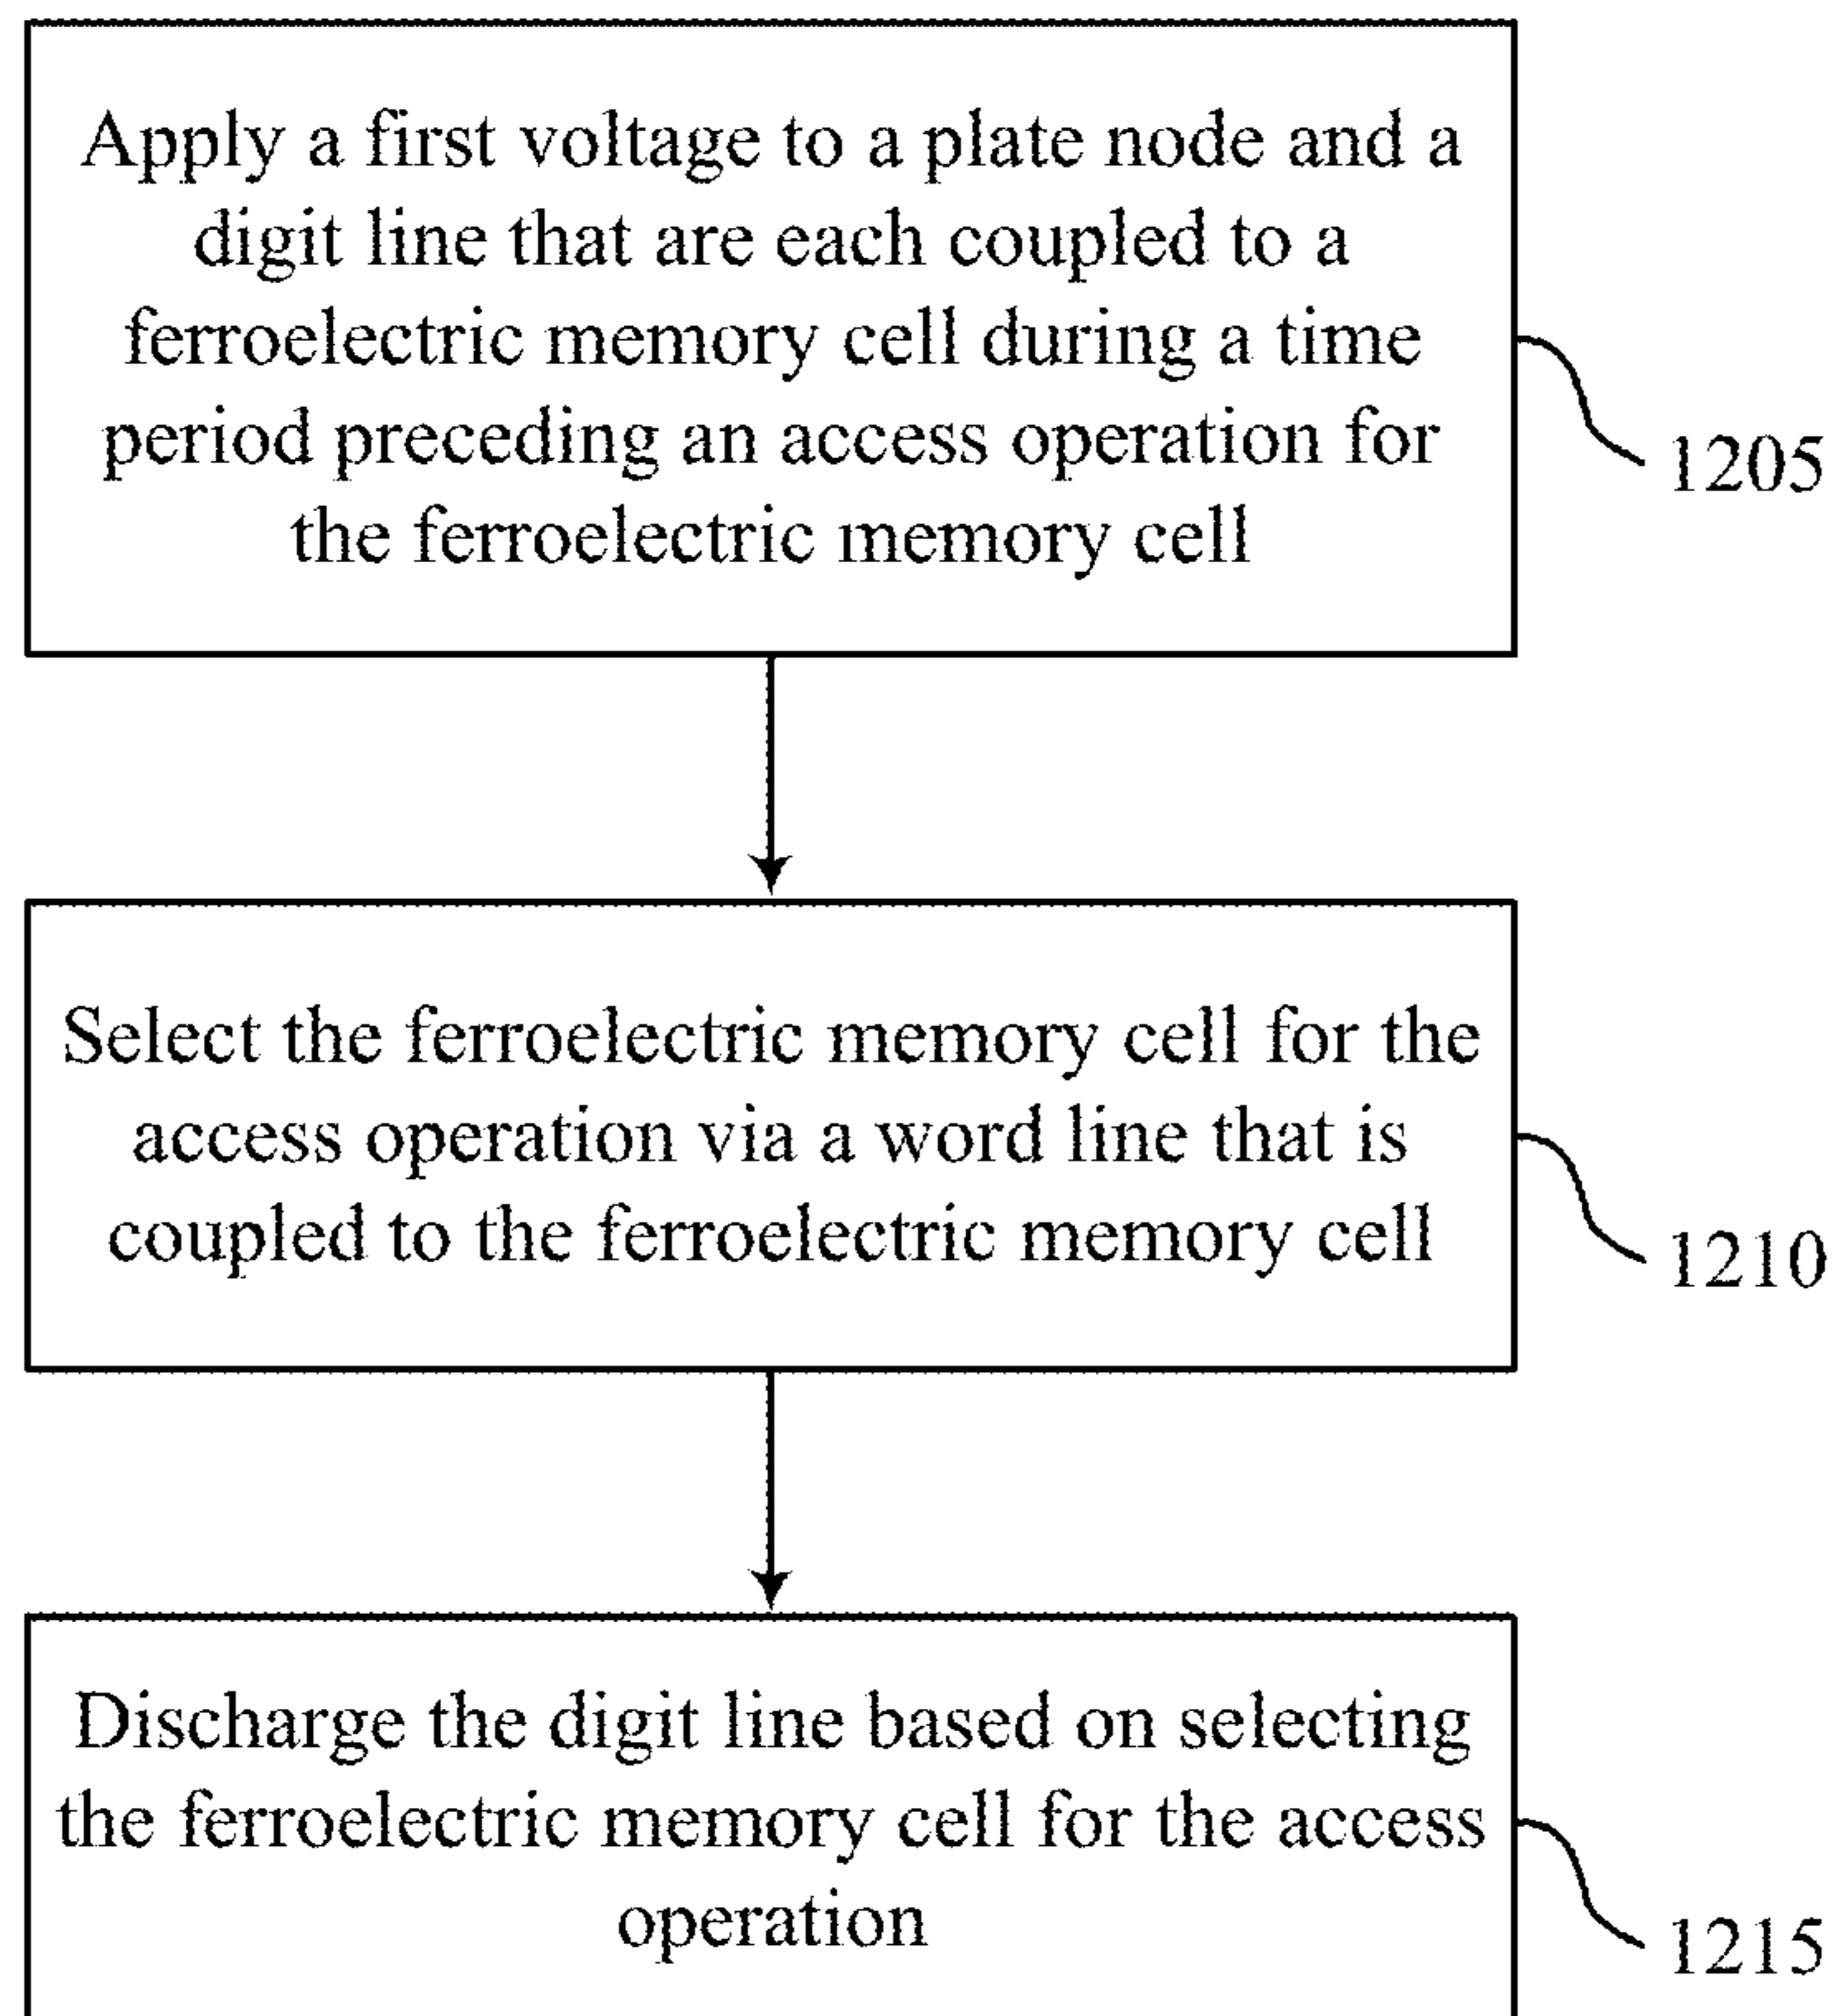 Apply a first voltage to a plate node and a
digit line that are each coupled to a
ferroelectric memory cell during a time
period preceding an access operation for
the ferroelectric memory cell
1205
Select the ferroelectric memory cell for the
access operation via a word line that is
coupled to the ferroelectric memory cell
1210
Discharge the digit line based on selecting
the ferroelectric memory cell for the access
operation
1215